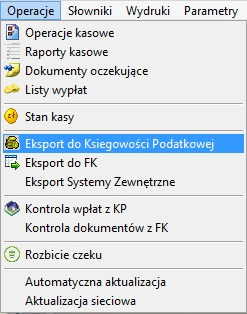 Operacje Słowniki Wydruki Parametry
Operacje kasowe
Raporty kasowe
Dokumenty oczekujące
Listy wypłat
Stan kasy
Eksport do Ksiegowości Podatkowej
Eksport do FK
Eksport Systemy Zewnętrzne
Kontrola wpłat z KP
Kontrola dokumentów z FK
Rozbicie czeku
Automatyczna aktualizacja
Aktualizacja sieciowa